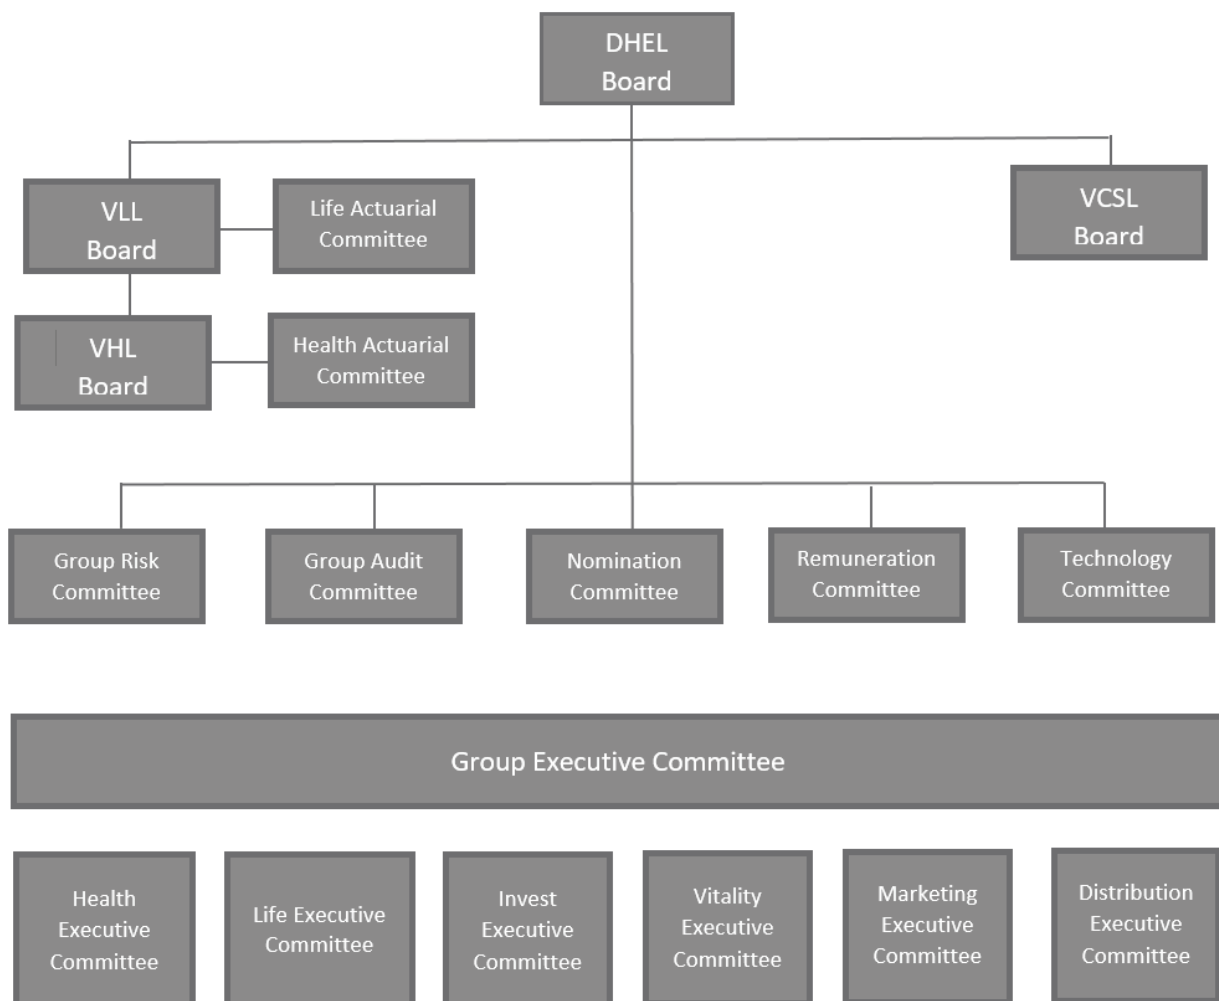 DHEL
Board
VLL
Board
Life Actuarial
Committee
VCSL
Board
VHL
Board
Health Actuarial
Committee
Group Risk
Committee
Group Audit
Committee
Nomination
Committee
Remuneration
Committee
Technology
Committee
Group Executive Committee
Health
Executive
Committee
Life Executive
Committee
Invest
Executive
Committee
Vitality
Executive
Committee
Marketing
Executive
Committee
Distribution
Executive
Committee